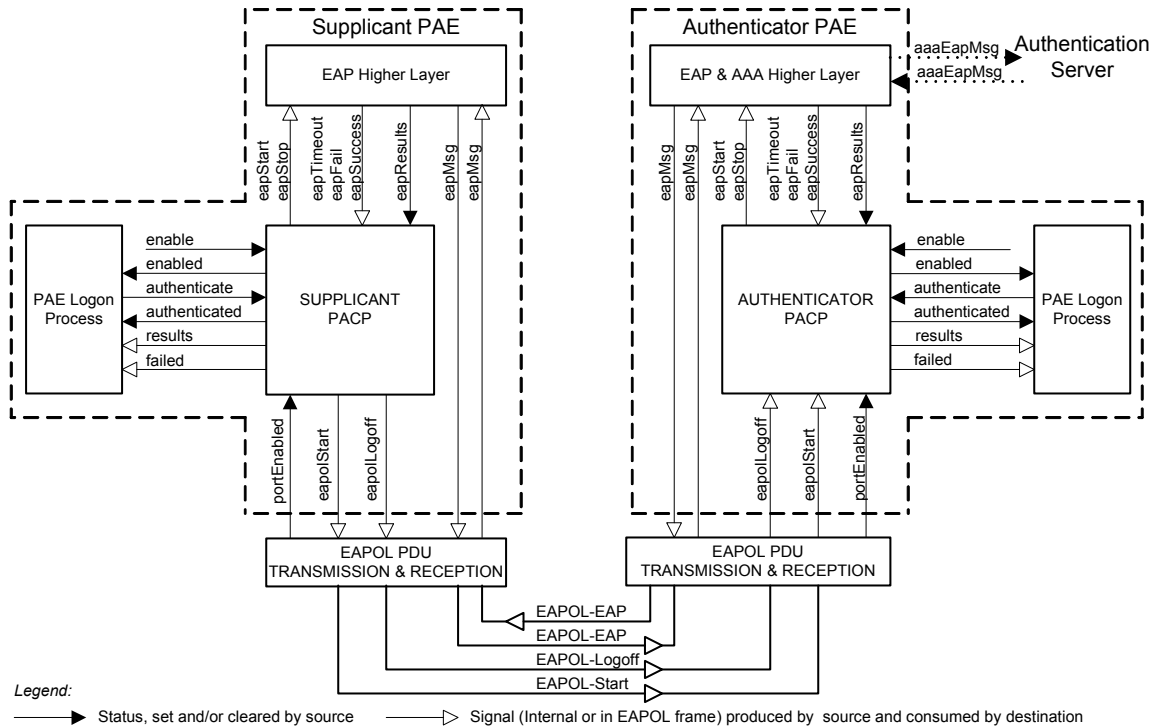 Supplicant PAE
Authenticator PAE
EAP Higher Layer
EAP & AAA Higher Layer
aaaEapMsg
aaaEapMsg
Authentication
Server
eapStart
eapStop
eapTimeout
eapFail
eapSuccess
eapResults
eapMsg
eapMsg
eapMsg
eapMsg
eapStart
eapStop
eapTimeout
eapFail
eapSuccess
eapResults
PAE Logon
Process
enable
enabled
authenticate
authenticated
results
failed
SUPPLICANT
PACP
AUTHENTICATOR
PACP
enable
enabled
authenticate
authenticated
results
failed
PAE Logon
Process
portEnabled
eapolStart
eapolLogoff
eapolLogoff
eapolStart
portEnabled
EAPOL PDU
TRANSMISSION & RECEPTION
EAPOL PDU
TRANSMISSION & RECEPTION
EAPOL-EAP
EAPOL-EAP
EAPOL-Logoff
EAPOL-Start
Legend:
Status, set and/or cleared by source
Signal (Internal or in EAPOL frame) produced by source and consumed by destination